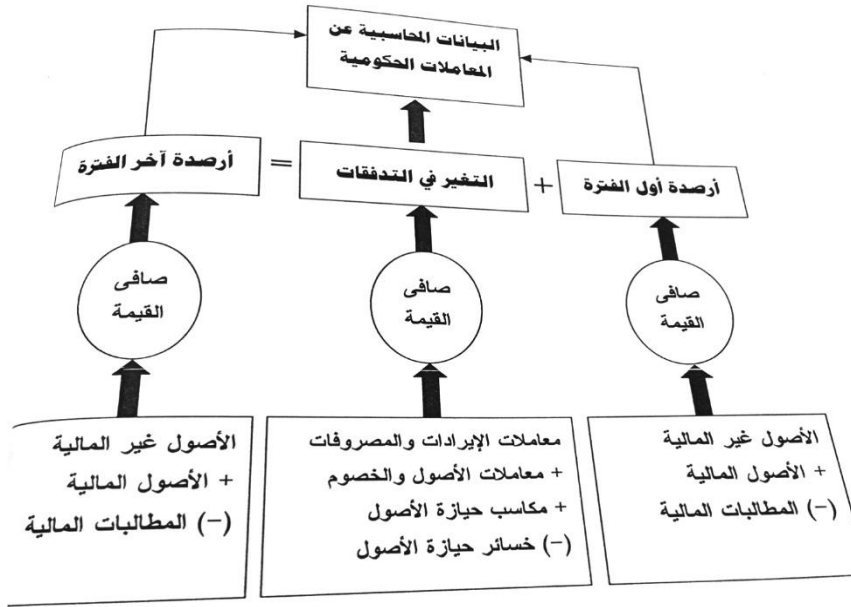 البيانات المحاسبية عن
المعاملات الحكومية
أرصدة أول الفترة
+
التغير في التدفقات
=
أرصدة آخر الفترة
صافى
القيمة
صافى
القيمة
صافى
القيمة
الأصول غير المالية
+ الأصول المالية
(–) المطالبات المالية
معاملات الإيرادات والمصروفات
+ معاملات الأصول والخصوم
+ مكاسب حيازة الأصول
(–) خسائر حيازة الأصول
الأصول غير المالية
+ الأصول المالية
(–) المطالبات المالية